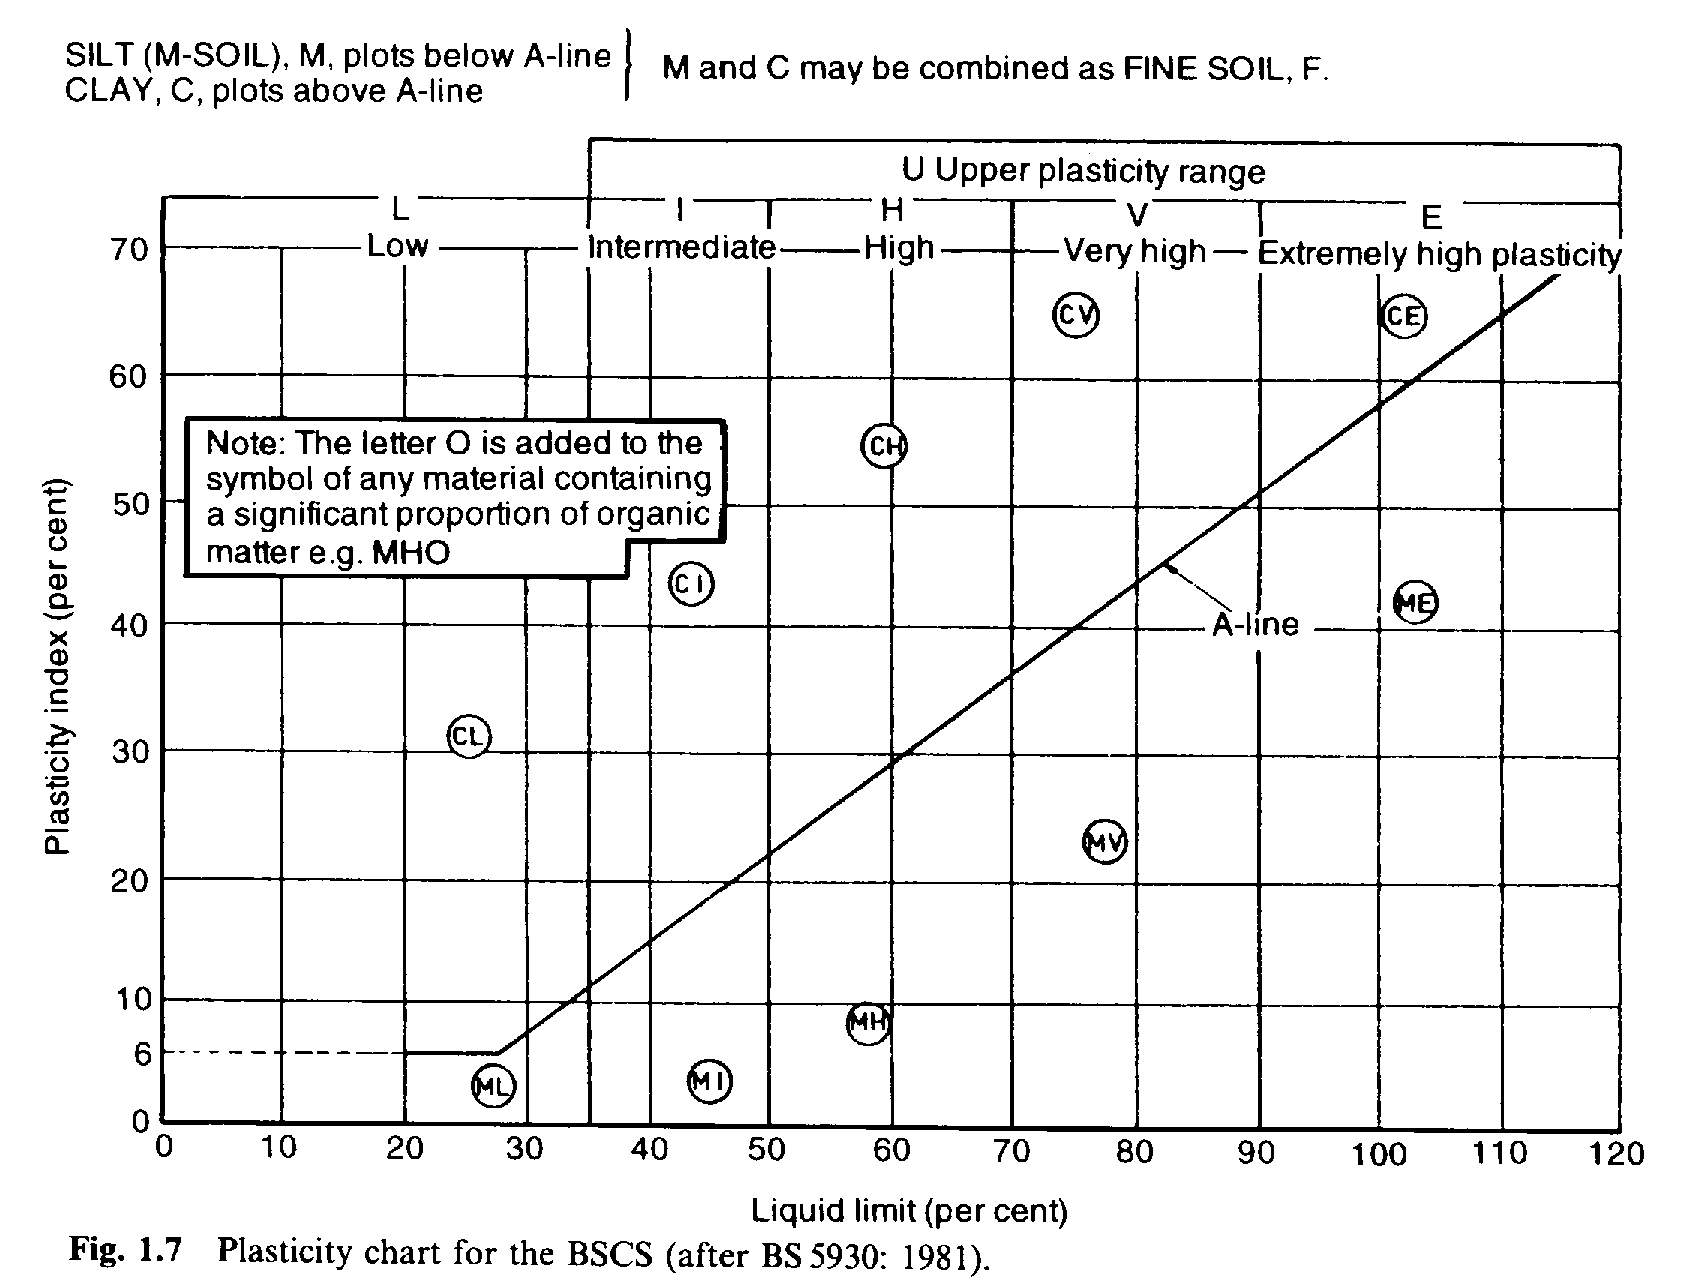 SILT (M-SOIL), M, plots below A-line
CLAY, C, plots above A-line
M and C may be combined as FINE SOIL, F.
U Upper plasticity range
L
I
H
V
E
Low
Intermediate
High
Very high
Extremely high plasticity
70
CV
CE
60
Note: The letter O is added to the
symbol of any material containing
a significant proportion of organic
matter e.g. MHO
CH
50
CI
ME
40
A-line
Plasticity index (per cent)
CL
30
MV
20
10
MH
6
ML
MI
0
0 10 20 30 40 50 60 70 80 90 100 110 120
Liquid limit (per cent)
Fig. 1.7 Plasticity chart for the BSCS (after BS 5930: 1981).